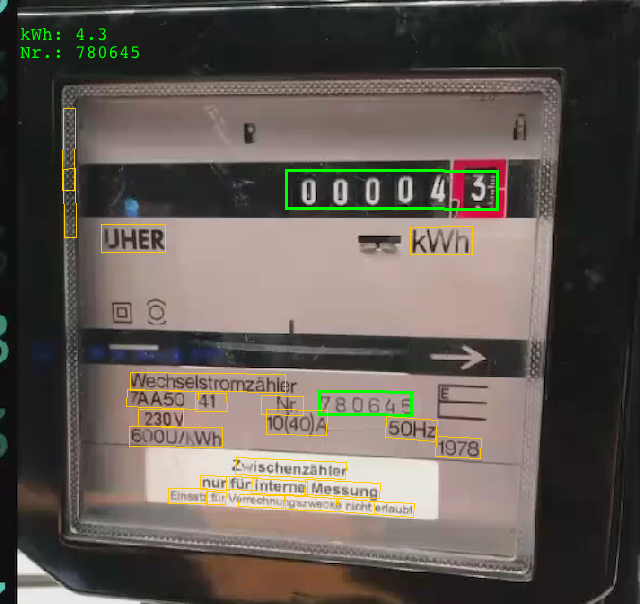 kWh: 4.3
Nr.: 780645
0 0 0 0 4,3
UHER kWh
Wechselstromzähler
7AA50 41 Nr. 780645 E
230V 10(40)A 50Hz
600U/kWh 1978
Zwischenzähler
nur für interne Messung
Einsatz für Verrechnungszwecke nicht erlaubt